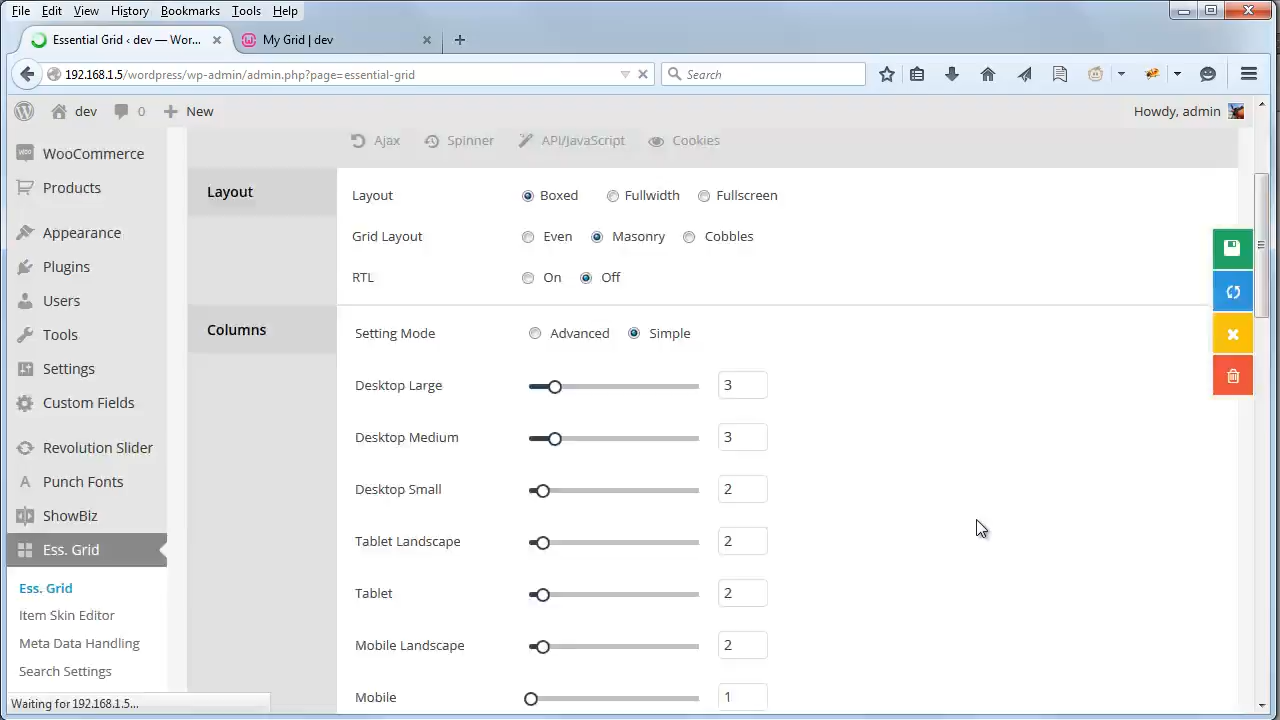 File Edit View History Bookmarks Tools Help
Essential Grid ‹ dev — Wor... My Grid | dev
192.168.1.5/wordpress/wp-admin/admin.php?page=essential-grid Search
dev 0 New Howdy, admin
Ajax Spinner API/JavaScript Cookies
WooCommerce
Products
Appearance
Plugins
Users
Tools
Settings
Custom Fields
Revolution Slider
Punch Fonts
ShowBiz
Ess. Grid
Ess. Grid
Item Skin Editor
Meta Data Handling
Search Settings
Layout
Layout Boxed Fullwidth Fullscreen
Grid Layout Even Masonry Cobbles
RTL On Off
Columns
Setting Mode Advanced Simple
Desktop Large 3
Desktop Medium 3
Desktop Small 2
Tablet Landscape 2
Tablet 2
Mobile Landscape 2
Mobile 1
Waiting for 192.168.1.5...